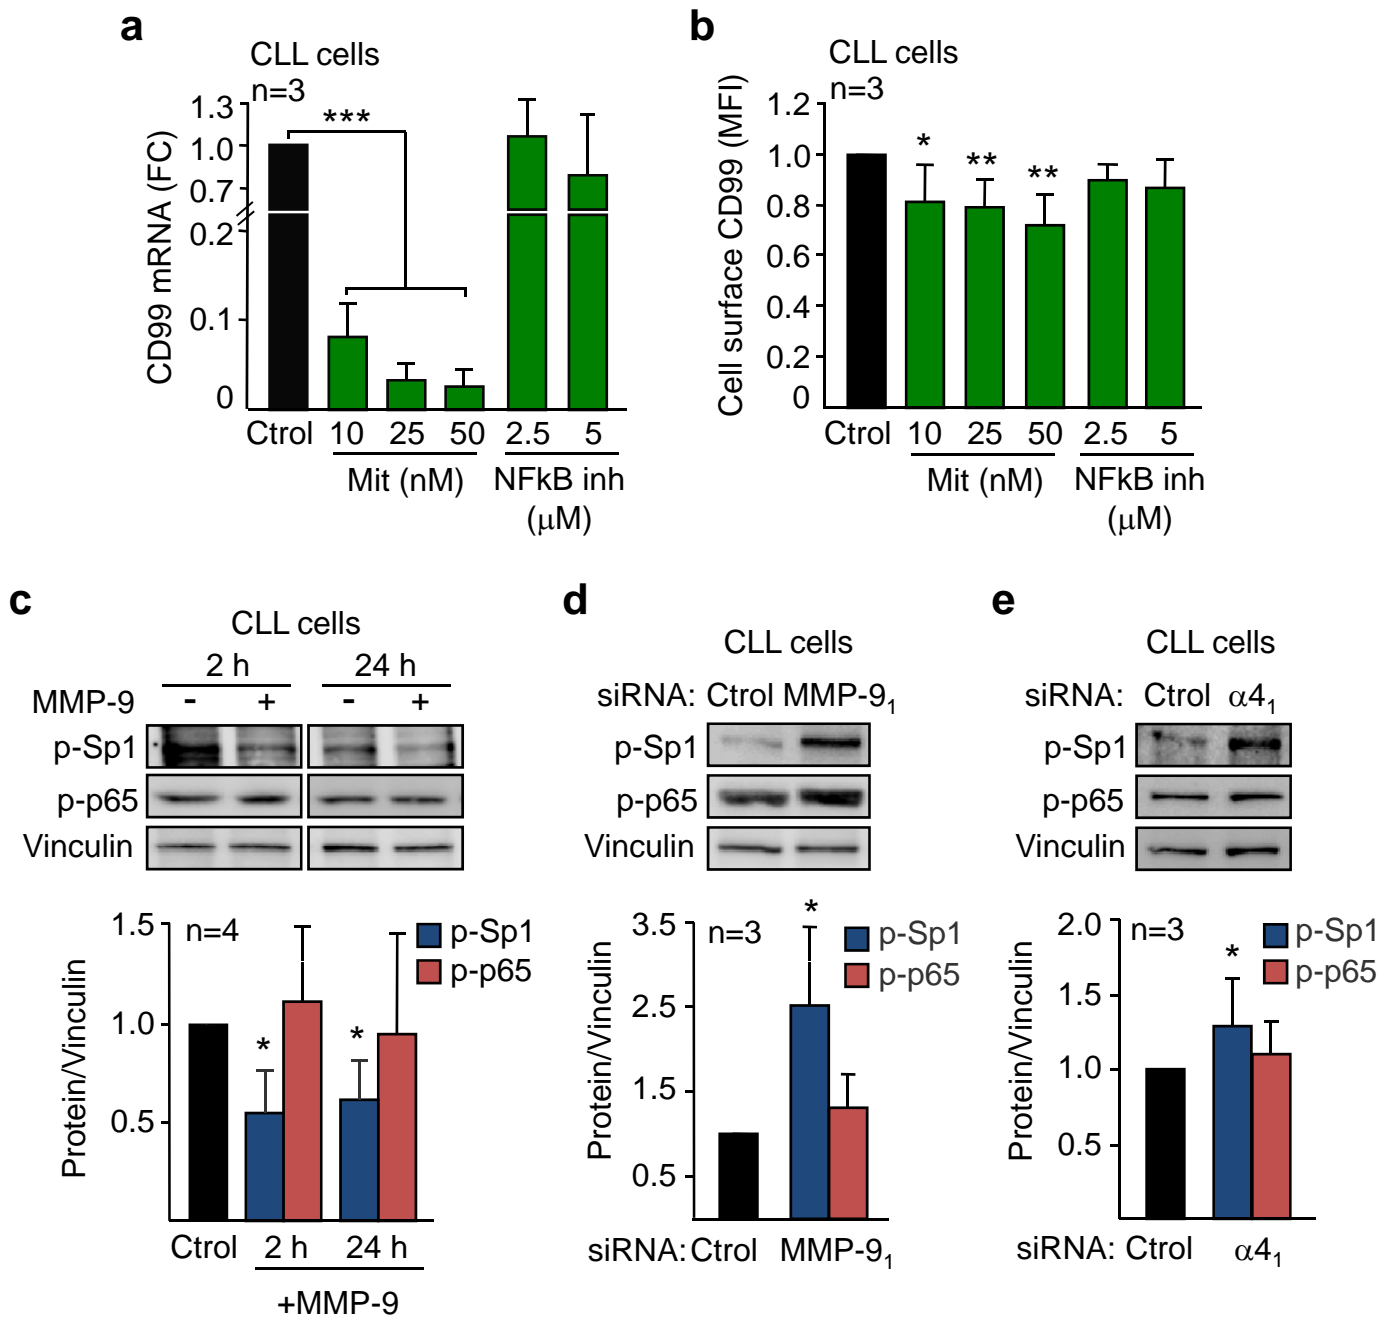 a
CLL cells
n=3
CD99 mRNA (FC)
1.3
1.0
0.7
0.2
0.1
0
***
Ctrol 10 25 50 2.5 5
Mit (nM) NFkB inh
(μM)
b
CLL cells
n=3
Cell surface CD99 (MFI)
1.2
1.0
0.8
0.6
0.4
0.2
0
* ** **
Ctrol 10 25 50 2.5 5
Mit (nM) NFkB inh
(μM)
c
CLL cells
2 h 24 h
MMP-9 - + - +
p-Sp1
p-p65
Vinculin
Protein/Vinculin
1.5
1.0
0.5
n=4
p-Sp1
p-p65
* *
Ctrol 2 h 24 h
+MMP-9
d
CLL cells
siRNA: Ctrol MMP-9₁
p-Sp1
p-p65
Vinculin
Protein/Vinculin
3.5
2.5
1.5
0.5
n=3
*
p-Sp1
p-p65
siRNA: Ctrol MMP-9₁
e
CLL cells
siRNA: Ctrol α4₁
p-Sp1
p-p65
Vinculin
Protein/Vinculin
2.0
1.5
1.0
0.5
n=3
*
p-Sp1
p-p65
siRNA: Ctrol α4₁